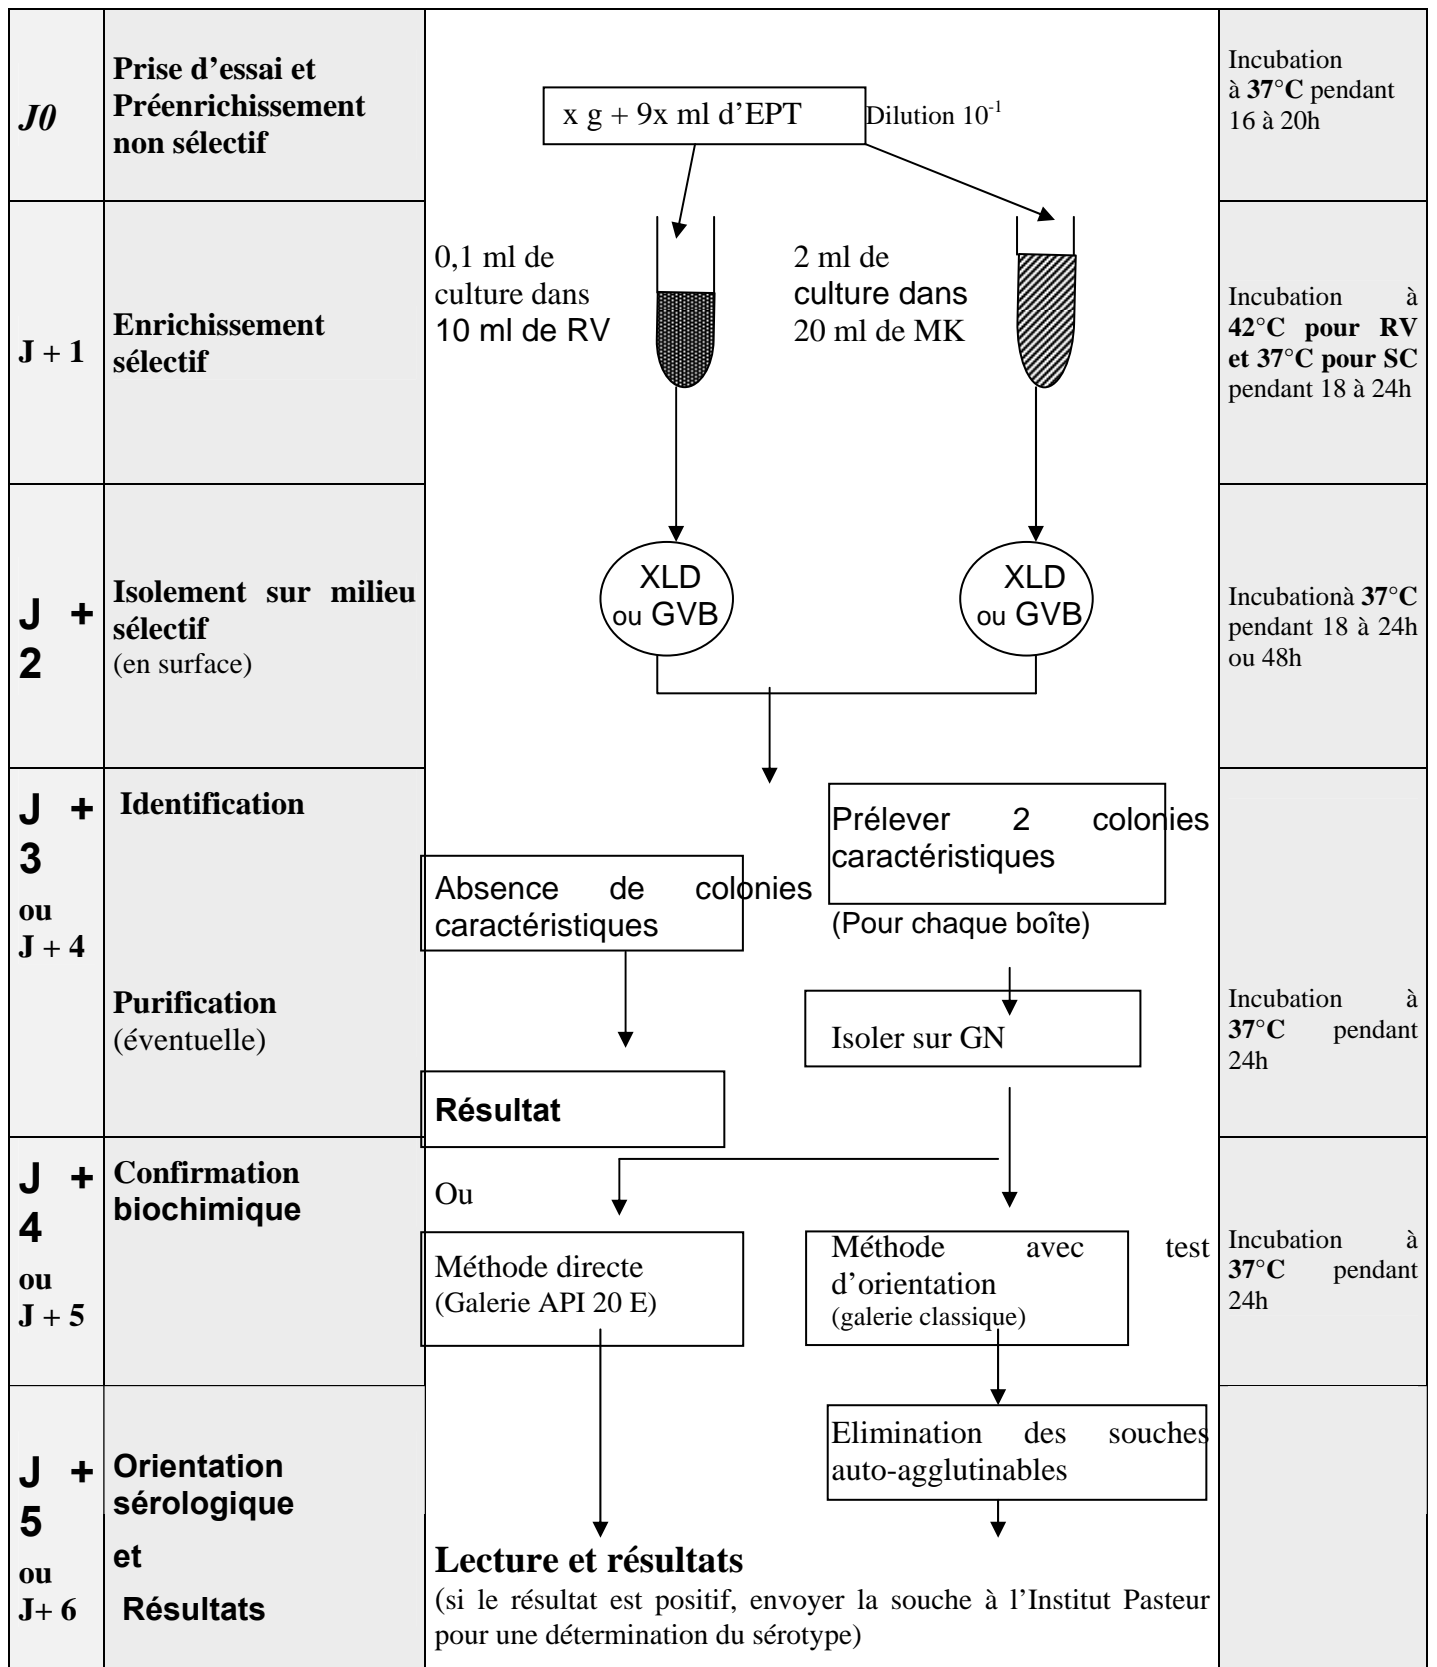 J0
Prise d’essai et
Préenrichissement
non sélectif
x g + 9x ml d’EPT
Dilution 10⁻¹
Incubation
à 37°C pendant
16 à 20h
J + 1
Enrichissement
sélectif
0,1 ml de
culture dans
10 ml de RV
2 ml de
culture dans
20 ml de MK
Incubation à
42°C pour RV
et 37°C pour SC
pendant 18 à 24h
J +
2
Isolement sur milieu
sélectif
(en surface)
XLD
ou GVB
XLD
ou GVB
Incubationà 37°C
pendant 18 à 24h
ou 48h
J +
3
ou
J + 4
Identification
Purification
(éventuelle)
Absence de colonies
caractéristiques
Résultat
Prélever 2 colonies
caractéristiques
(Pour chaque boîte)
Isoler sur GN
Incubation à
37°C pendant
24h
J +
4
ou
J + 5
Confirmation
biochimique
Ou
Méthode directe
(Galerie API 20 E)
Méthode avec test
d’orientation
(galerie classique)
Incubation à
37°C pendant
24h
J +
5
ou
J+ 6
Orientation
sérologique
et
Résultats
Elimination des souches
auto-agglutinables
Lecture et résultats
(si le résultat est positif, envoyer la souche à l’Institut Pasteur
pour une détermination du sérotype)